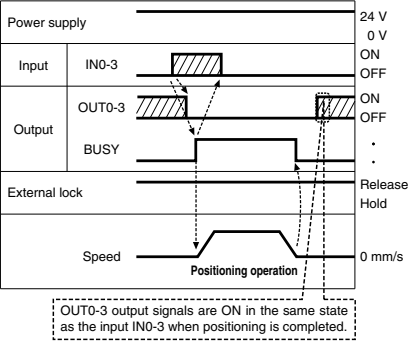 Power supply
24 V
0 V
Input
IN0-3
ON
OFF
Output
OUT0-3
ON
OFF
BUSY
External lock
Release
Hold
Speed
0 mm/s
Positioning operation
OUT0-3 output signals are ON in the same state
as the input IN0-3 when positioning is completed.